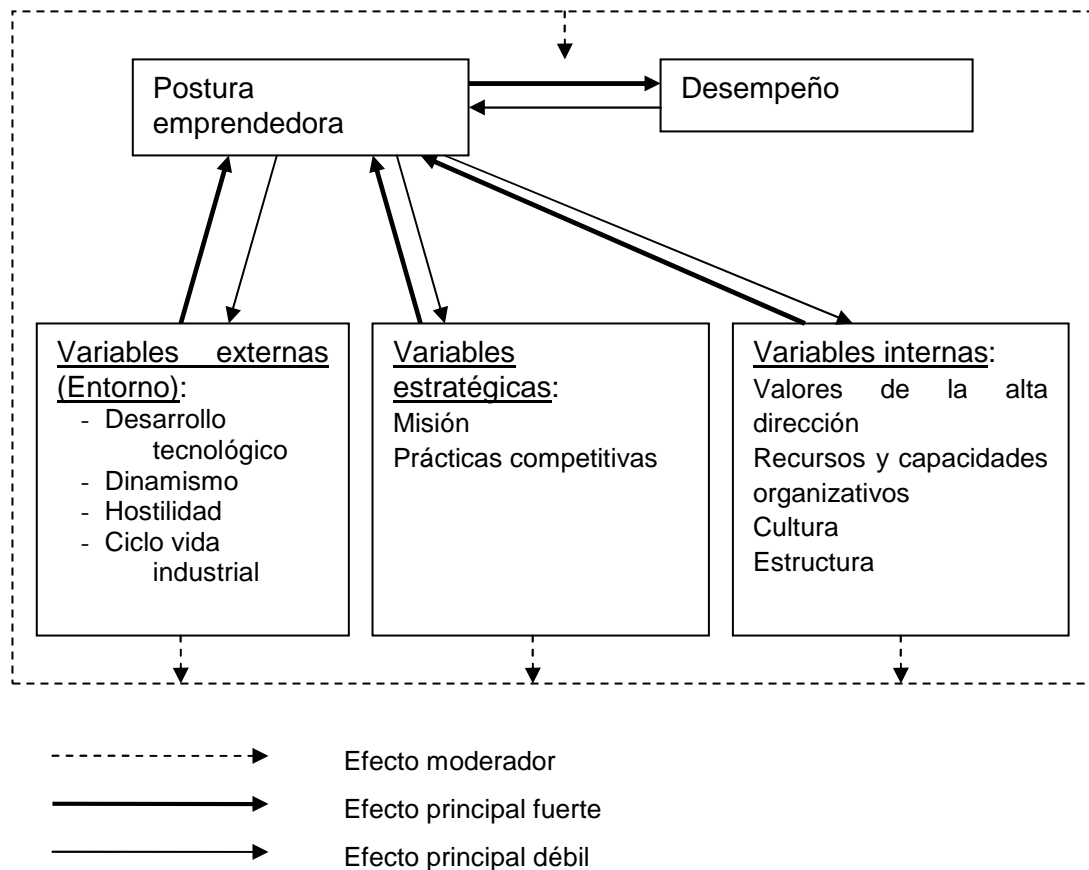 Postura
emprendedora
Desempeño
Variables externas
(Entorno):
- Desarrollo
tecnológico
- Dinamismo
- Hostilidad
- Ciclo vida
industrial
Variables
estratégicas:
Misión
Prácticas competitivas
Variables internas:
Valores de la alta
dirección
Recursos y capacidades
organizativos
Cultura
Estructura
Efecto moderador
Efecto principal fuerte
Efecto principal débil